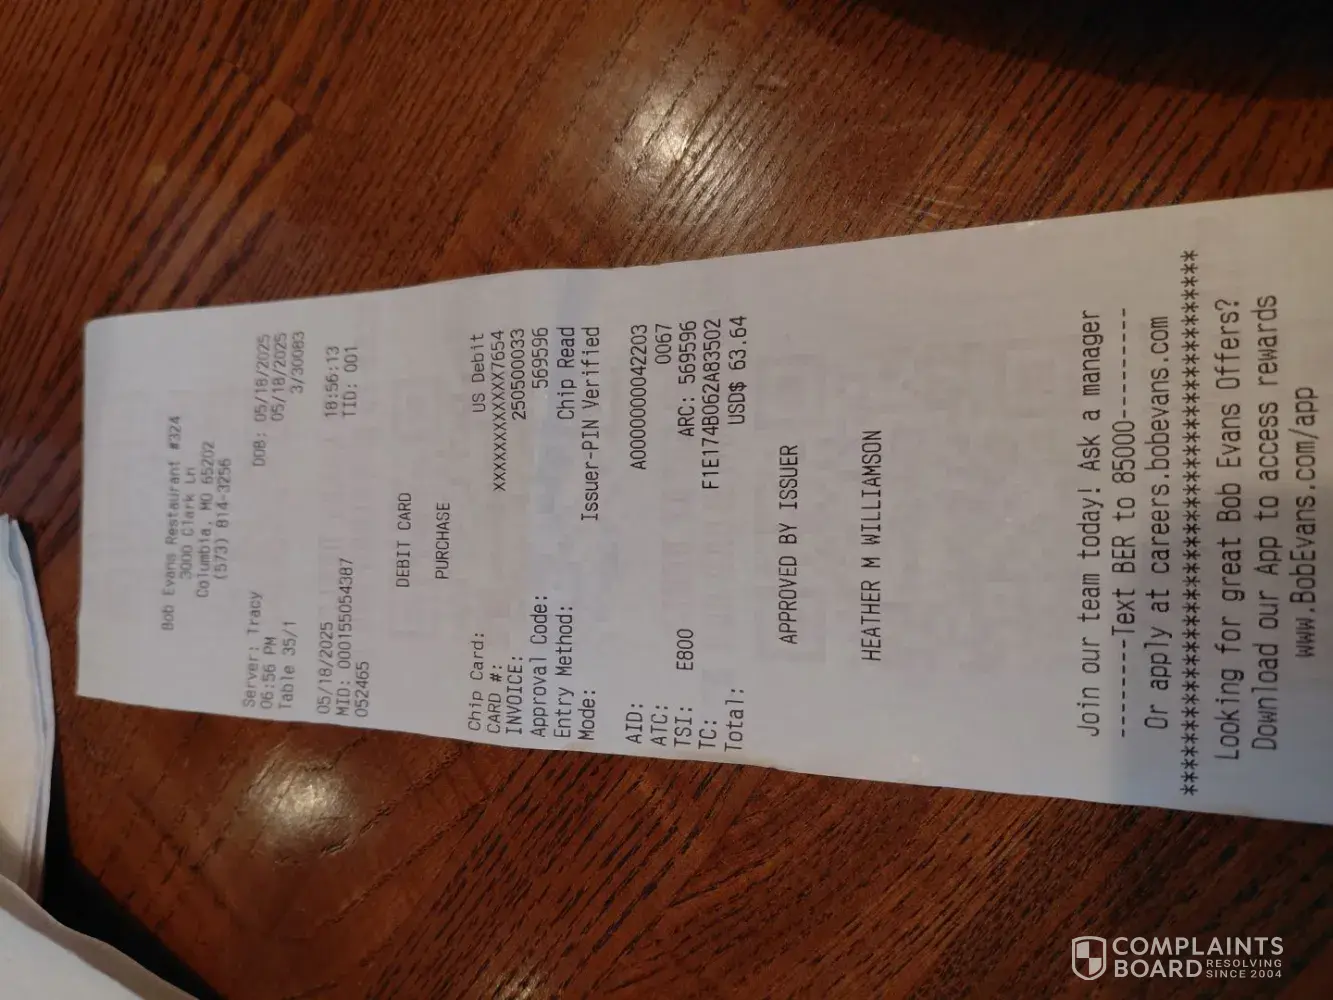 Bob Evans Restaurant #324
3000 Clark Ln
Columbia, MO 65202
(573) 814-3256
Server: Tracy DOB: 05/18/2025
06:56 PM 05/18/2025
Table 35/1 3/30083
05/18/2025 18:56:13
MID: 000155054387 TID: 001
052465
DEBIT CARD
PURCHASE
Chip Card: US Debit
CARD #: XXXXXXXXXXXX7654
INVOICE: 250500033
Approval Code: 569596
Entry Method: Chip Read
Mode: Issuer-PIN Verified
AID: A0000000042203
ATC: 0067
TSI: E800 ARC: 569596
TC: F1E174B062A83502
Total: USD$ 63.64
APPROVED BY ISSUER
HEATHER M WILLIAMSON
Join our team today! Ask a manager
--------Text BER to 85000----------
Or apply at careers.bobevans.com
****************************************
Looking for great Bob Evans Offers?
Download our App to access rewards
www.BobEvans.com/app
COMPLAINTS
BOARD RESOLVING SINCE 2004